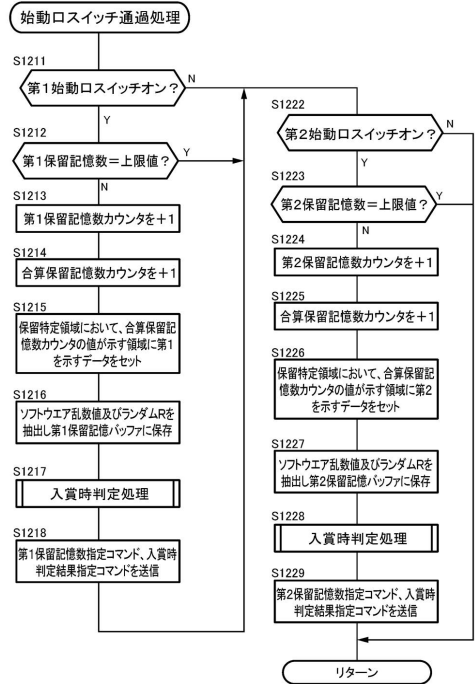 始動口スイッチ通過処理
S1211
第1始動口スイッチオン?
N
Y
S1212
第1保留記憶数=上限値?
Y
N
S1213
第1保留記憶数カウンタを+1
S1214
合算保留記憶数カウンタを+1
S1215
保留特定領域において、合算保留記
憶数カウンタの値が示す領域に第1
を示すデータをセット
S1216
ソフトウエア乱数値及びランダムRを
抽出し第1保留記憶バッファに保存
S1217
入賞時判定処理
S1218
第1保留記憶数指定コマンド、入賞時
判定結果指定コマンドを送信
S1222
第2始動口スイッチオン?
N
Y
S1223
第2保留記憶数=上限値?
Y
N
S1224
第2保留記憶数カウンタを+1
S1225
合算保留記憶数カウンタを+1
S1226
保留特定領域において、合算保留記
憶数カウンタの値が示す領域に第2
を示すデータをセット
S1227
ソフトウエア乱数値及びランダムRを
抽出し第2保留記憶バッファに保存
S1228
入賞時判定処理
S1229
第2保留記憶数指定コマンド、入賞時
判定結果指定コマンドを送信
リターン